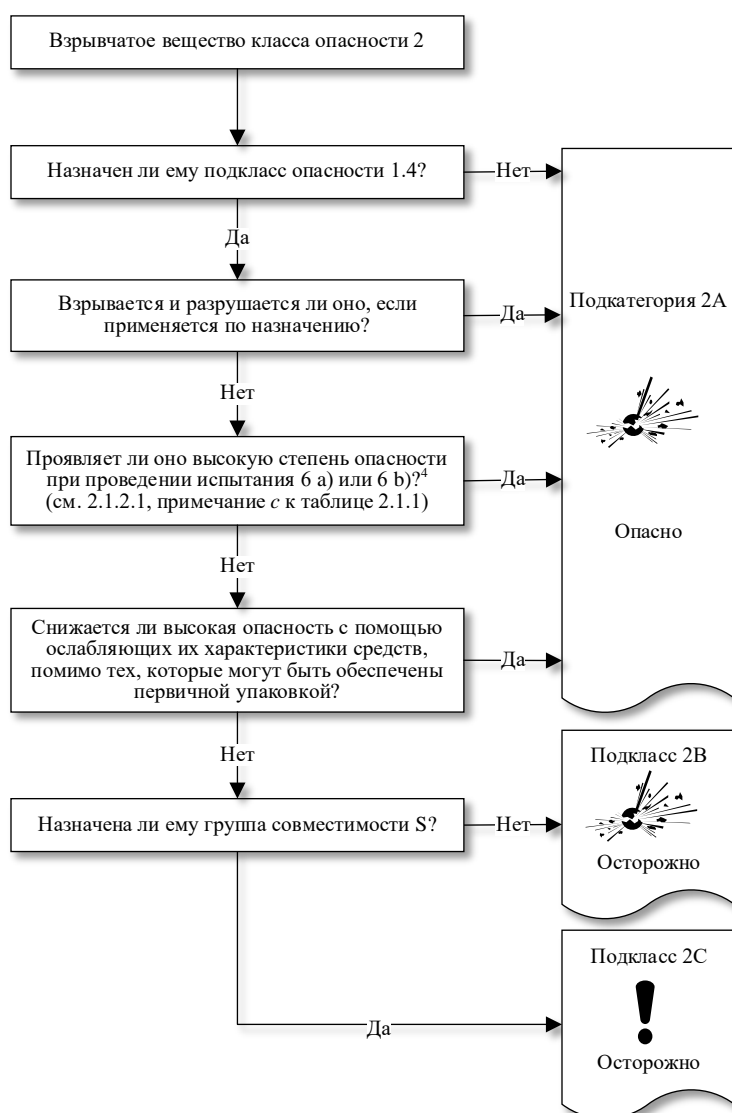 Взрывчатое вещество класса опасности 2
Назначен ли ему подкласс опасности 1.4?
Нет
Да
Взрывается и разрушается ли оно, если
применяется по назначению?
Да
Подкатегория 2A
Нет
Проявляет ли оно высокую степень опасности
при проведении испытания 6 a) или 6 b)?⁴
(см. 2.1.2.1, примечание c к таблице 2.1.1)
Да
Опасно
Нет
Снижается ли высокая опасность с помощью
ослабляющих их характеристики средств,
помимо тех, которые могут быть обеспечены
первичной упаковкой?
Да
Нет
Назначена ли ему группа совместимости S?
Нет
Подкласс 2B
Осторожно
Да
Подкласс 2C
Осторожно